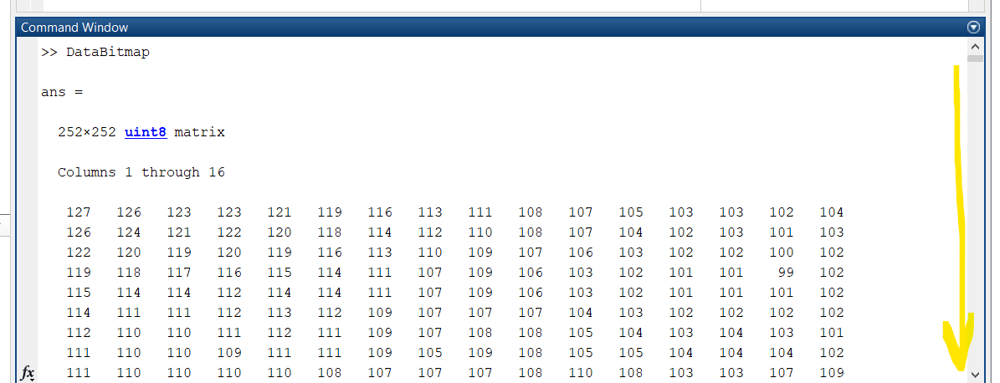 Command Window
>> DataBitmap
ans =
252×252 uint8 matrix
Columns 1 through 16
127 126 123 123 121 119 116 113 111 108 107 105 103 103 102 104
126 124 121 122 120 118 114 112 110 108 107 104 102 103 101 103
122 120 119 120 119 116 113 110 109 107 106 103 102 102 100 102
119 118 117 116 115 114 111 107 109 106 103 102 101 101 99 102
115 114 114 112 114 114 111 107 109 106 103 102 101 101 101 102
114 111 111 112 113 112 109 107 107 107 104 103 102 102 102 102
112 110 110 111 112 111 109 107 108 108 105 104 103 104 103 101
111 110 110 109 111 111 109 105 109 108 105 105 104 104 104 102
111 110 110 110 110 108 107 107 107 108 110 108 103 103 107 109
fx